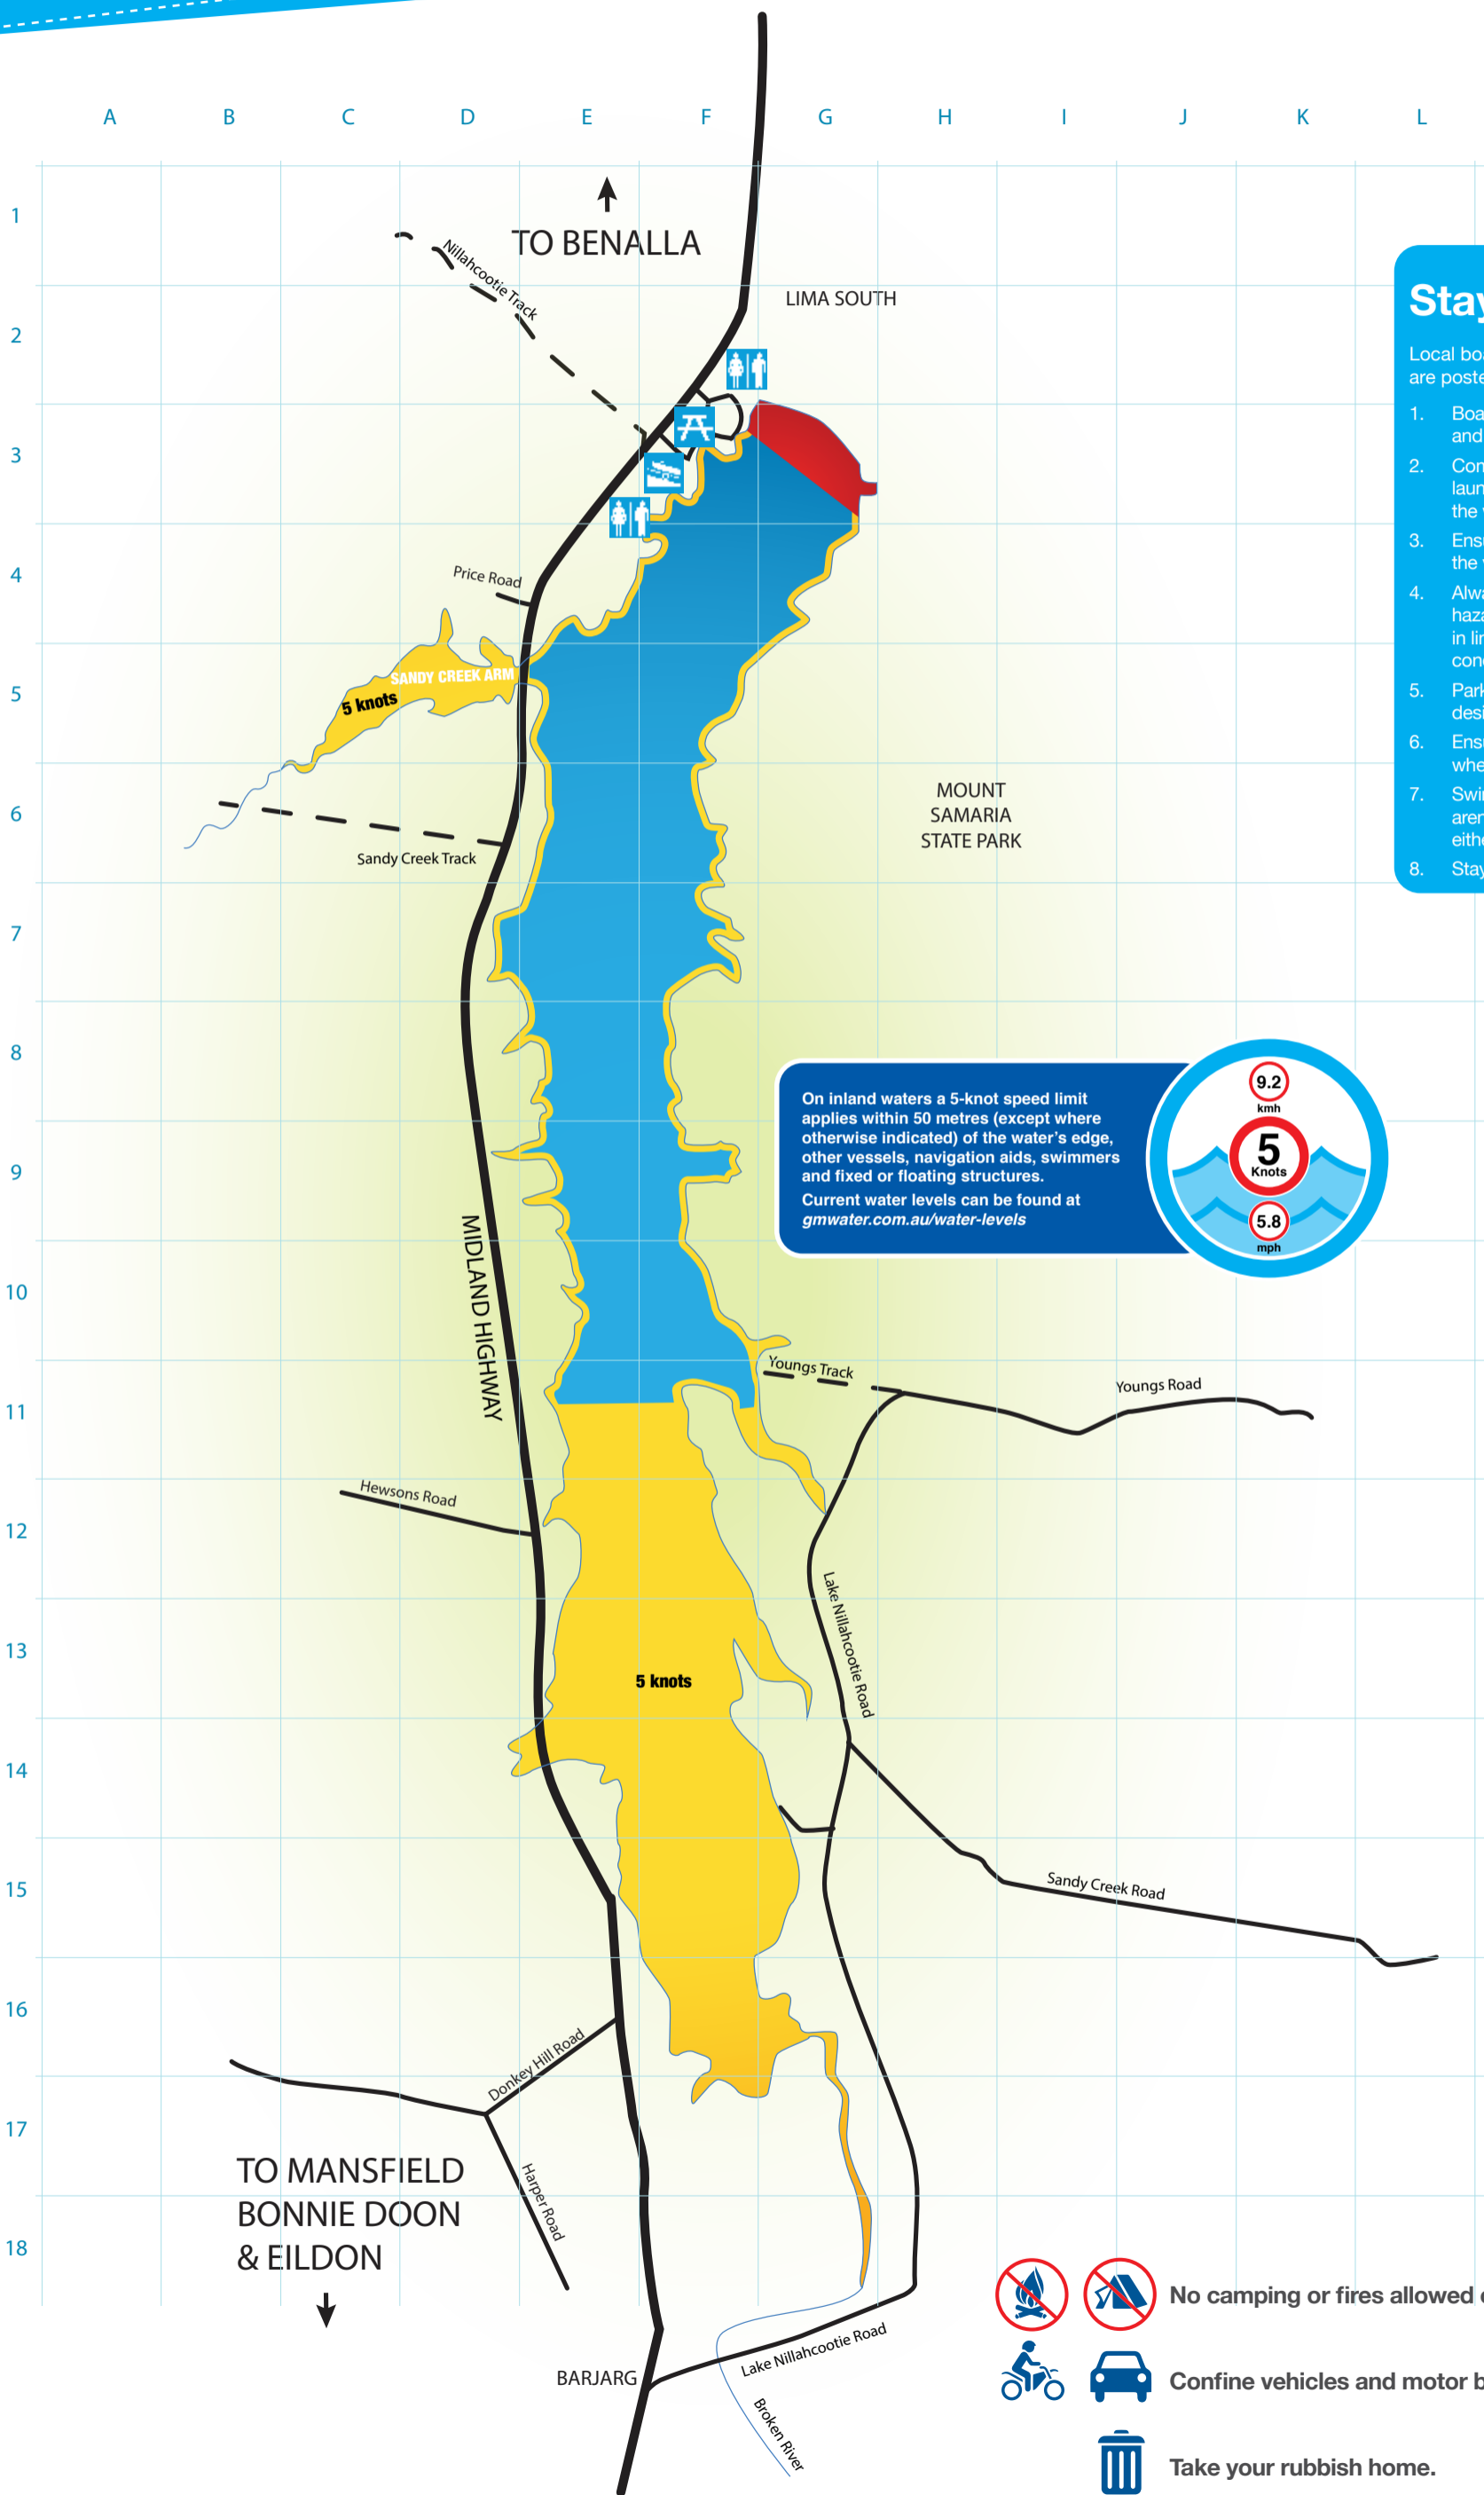 A B C D E F G H I J K L
1
2
3
4
5
6
7
8
9
10
11
12
13
14
15
16
17
18
TO BENALLA
Nillahcootie Track
LIMA SOUTH
Price Road
SANDY CREEK ARM
5 knots
MOUNT
SAMARIA
STATE PARK
Sandy Creek Track
Local
are
1.
and
2.
the
3.
the
4.
in
5.
6.
7.
8.
On inland waters a 5-knot speed limit
applies within 50 metres (except where
otherwise indicated) of the water's edge,
other vessels, navigation aids, swimmers
and fixed or floating structures.
Current water levels can be found at
gmwater.com.au/water-levels
9.2
kmh
5
Knots
5.8
mph
MIDLAND HIGHWAY
Youngs Track
Youngs Road
Hewsons Road
Lake Nillahcootie Road
5 knots
Sandy Creek Road
Donkey Hill Road
Harper Road
TO MANSFIELD
BONNIE DOON
& EILDON
BARJARG
Lake Nillahcootie Road
Broken River
No camping or fires allowed
Confine vehicles and motor
Take your rubbish home.